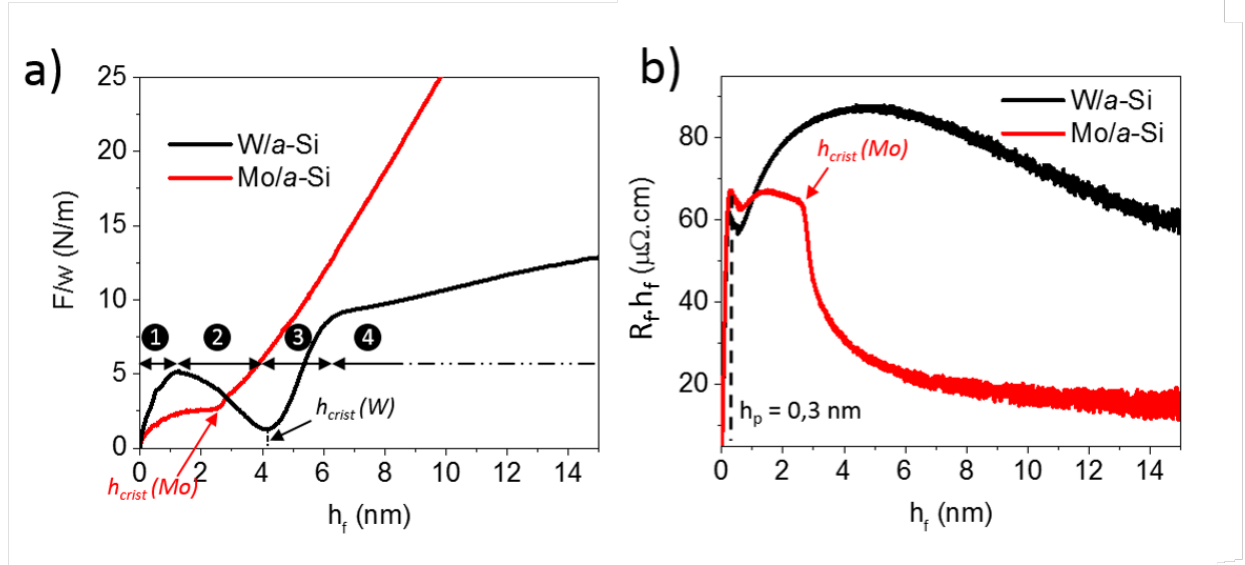 a)
25
20
15
10
5
0
F/w (N/m)
W/a-Si
Mo/a-Si
1
2
3
4
hcrist (W)
hcrist (Mo)
0
2
4
6
8
10
12
14
hf (nm)
b)
80
60
40
20
Rf.hf (μΩ.cm)
W/a-Si
Mo/a-Si
hcrist (Mo)
hp = 0,3 nm
0
2
4
6
8
10
12
14
hf (nm)